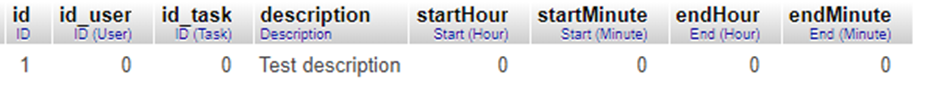 id id_user id_task description startHour startMinute endHour endMinute
ID ID (User) ID (Task) Description Start (Hour) Start (Minute) End (Hour) End (Minute)
1 0 0 Test description 0 0 0 0